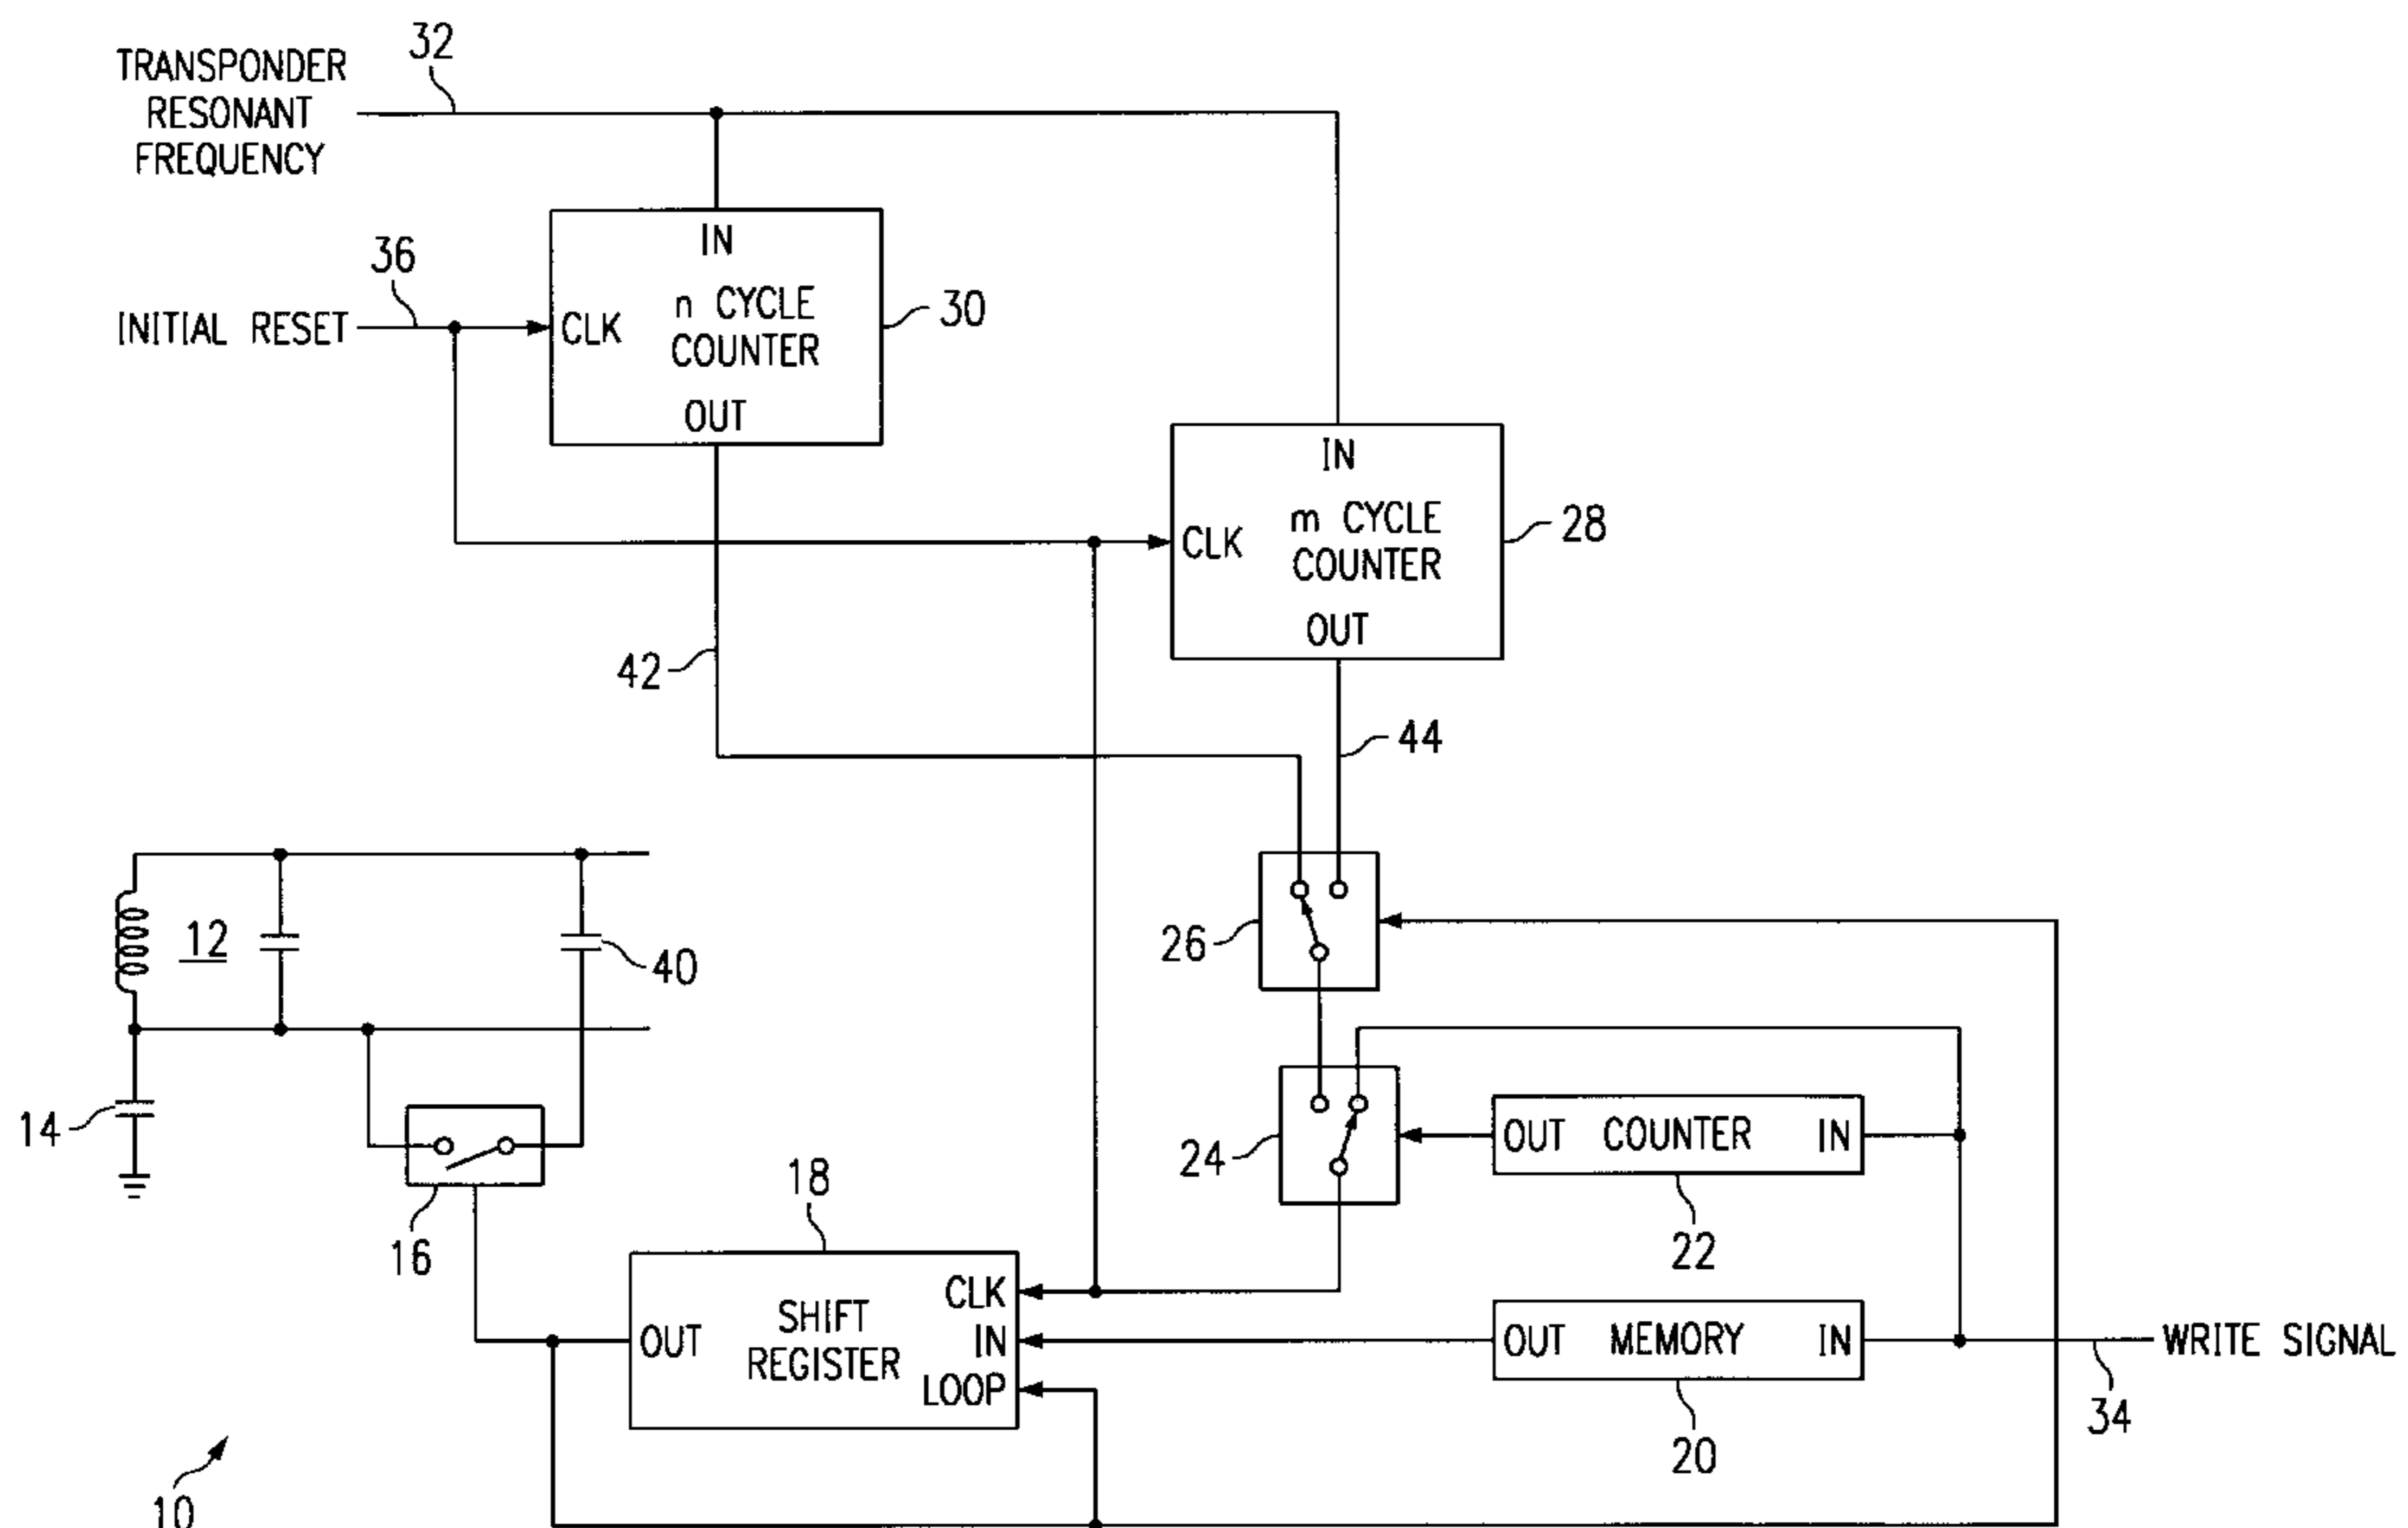 32
TRANSPONDER
RESONANT
FREQUENCY
36
INITIAL RESET
IN
CLK
n CYCLE
COUNTER
OUT
30
IN
CLK
m CYCLE
COUNTER
OUT
28
42
44
12
40
26
14
16
24
OUT COUNTER IN
22
18
OUT
SHIFT
REGISTER
CLK
IN
LOOP
OUT MEMORY IN
20
WRITE SIGNAL
34
10